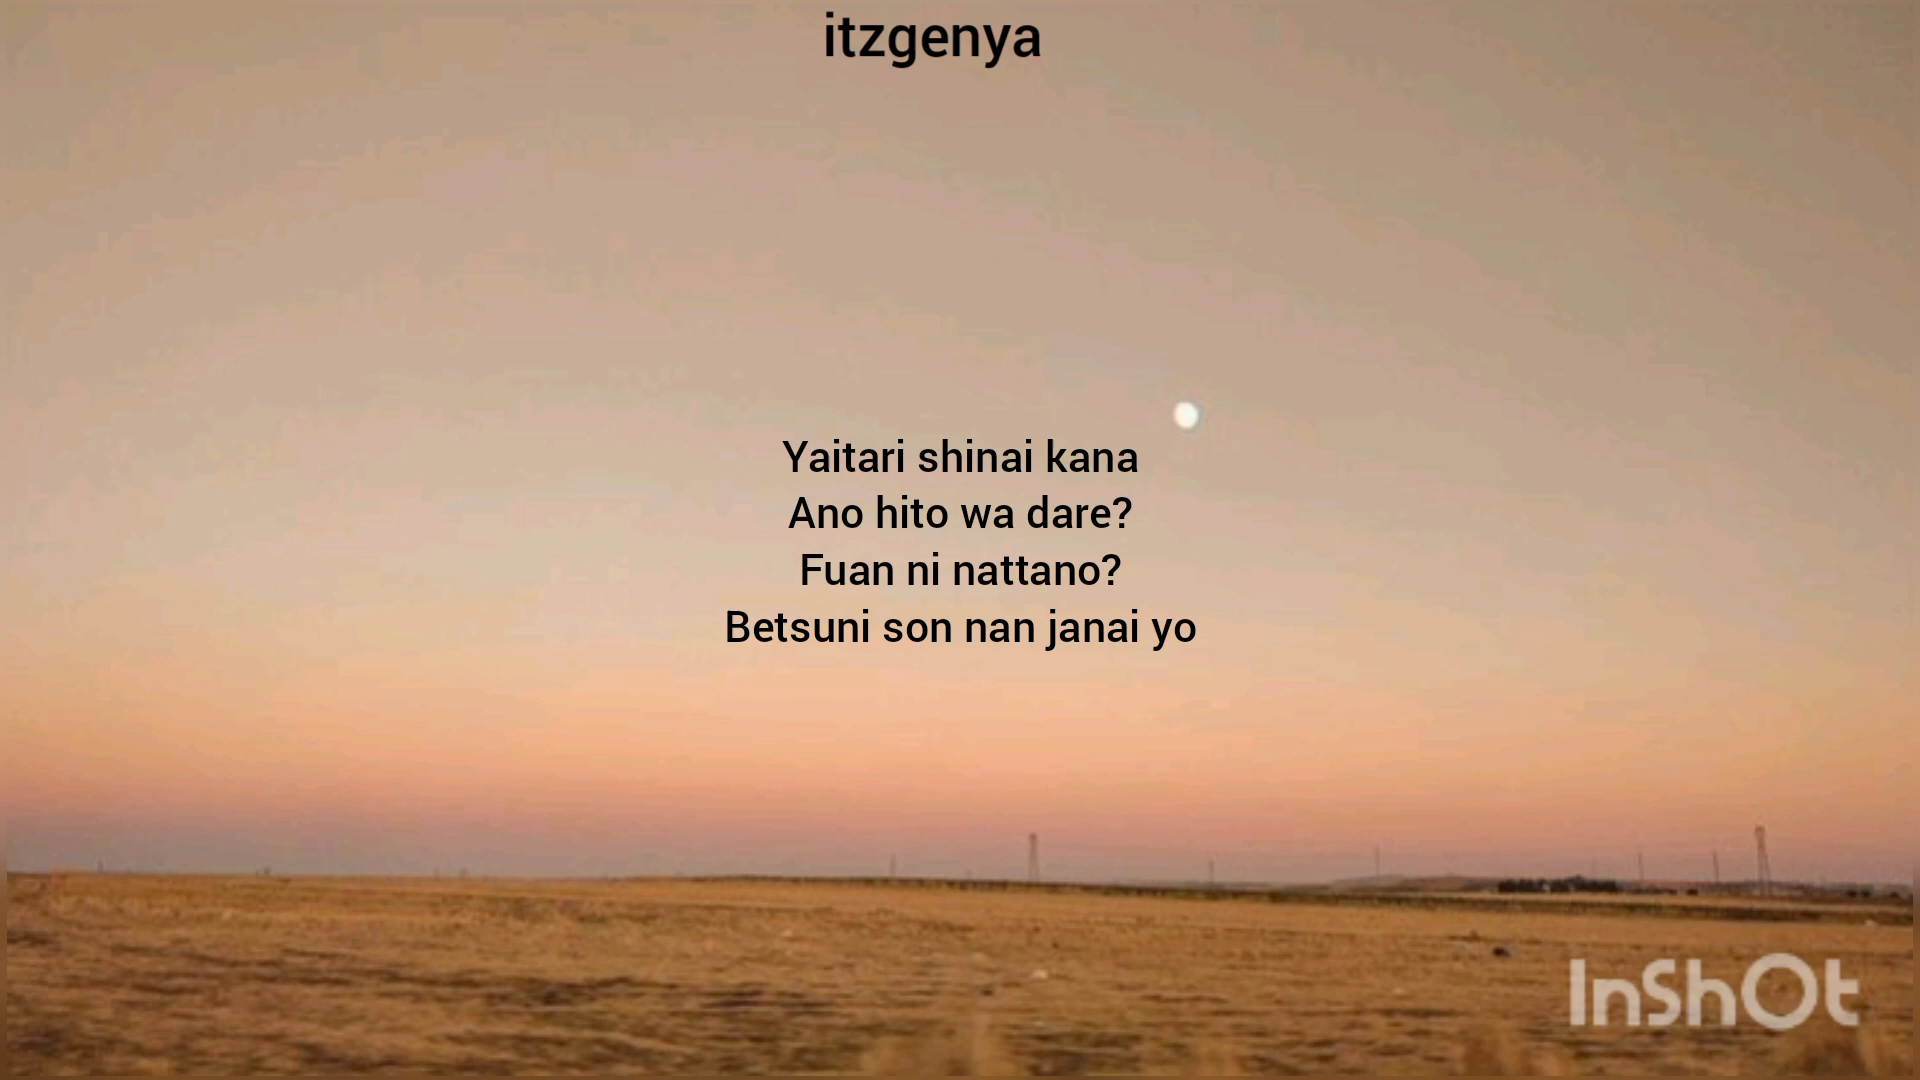 itzgenya
Yaitari shinai kana
Ano hito wa dare?
Fuan ni nattano?
Betsuni son nan janai yo
InShOt